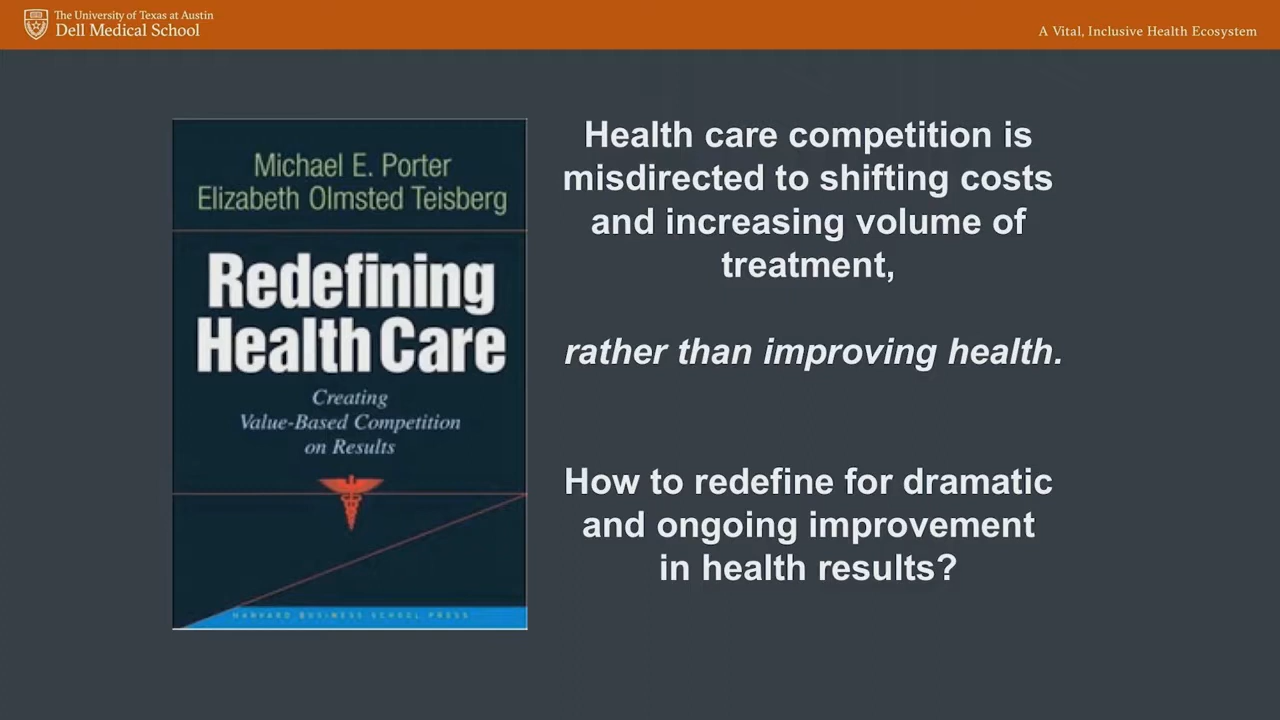 The University of Texas at Austin
Dell Medical School
A Vital, Inclusive Health Ecosystem
Michael E. Porter
Elizabeth Olmsted Teisberg
Redefining
Health Care
Creating
Value-Based Competition
on Results
HARVARD BUSINESS SCHOOL PRESS
Health care competition is
misdirected to shifting costs
and increasing volume of
treatment,
rather than improving health.
How to redefine for dramatic
and ongoing improvement
in health results?